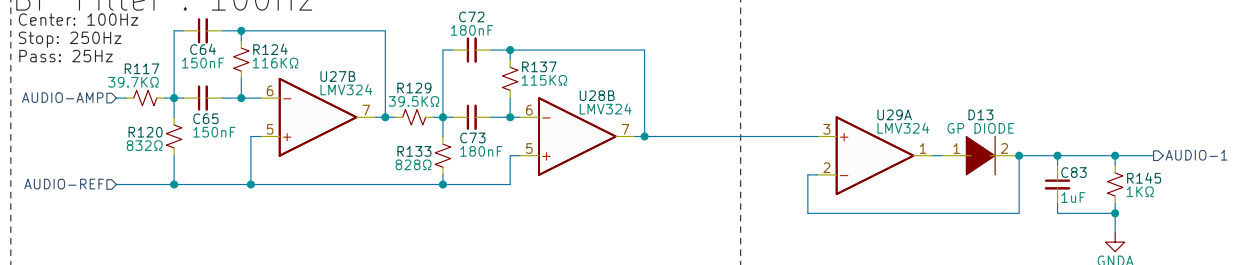 BP Filter : 100Hz
Center: 100Hz
Stop: 250Hz
Pass: 25Hz
C64
150nF
R124
116KΩ
R117
39.7KΩ
AUDIO-AMP
C65
150nF
R120
832Ω
AUDIO-REF
U27B
LMV324
6
5
7
−
+
C72
180nF
R137
115KΩ
R129
39.5KΩ
C73
180nF
R133
828Ω
U28B
LMV324
6
5
7
−
+
U29A
LMV324
3
2
1
+
−
D13
GP DIODE
1
2
C83
1uF
R145
1KΩ
AUDIO-1
GNDA